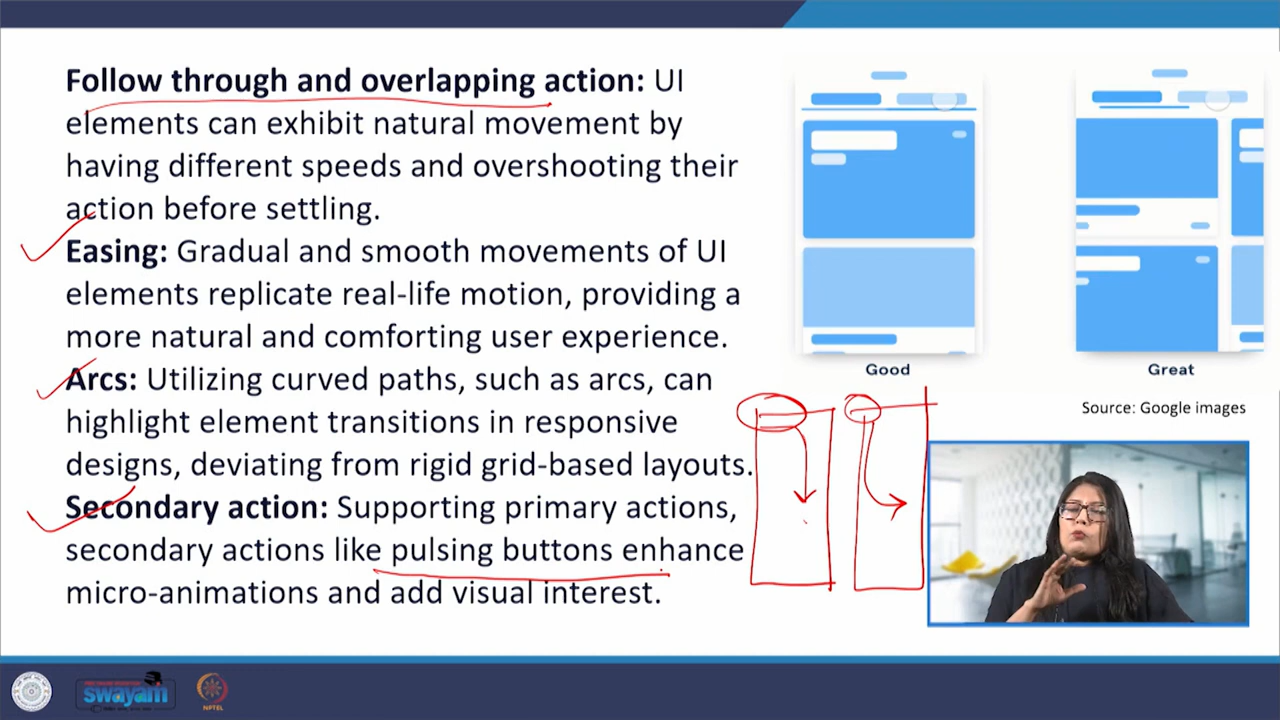 Follow through and overlapping action: UI
elements can exhibit natural movement by
having different speeds and overshooting their
action before settling.
Easing: Gradual and smooth movements of UI
elements replicate real-life motion, providing a
more natural and comforting user experience.
Arcs: Utilizing curved paths, such as arcs, can
highlight element transitions in responsive
designs, deviating from rigid grid-based layouts.
Secondary action: Supporting primary actions,
secondary actions like pulsing buttons enhance
micro-animations and add visual interest.
Good
Great
Source: Google images
swayam
NPTEL